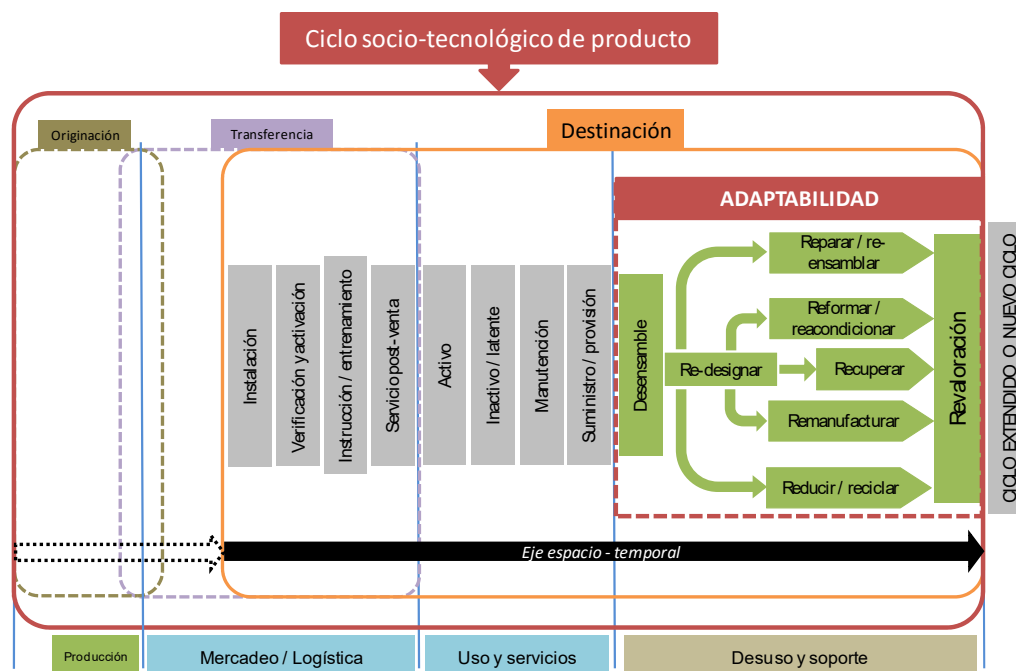 Ciclo socio-tecnológico de producto
Originación
Transferencia
Destinación
ADAPTABILIDAD
Instalación
Verificación y activación
Instrucción / entrenamiento
Servicio post-venta
Activo
Inactivo / latente
Manutención
Suministro / provisión
Desensamble
Re-designar
Reparar / re-
ensamblar
Reformar /
reacondicionar
Recuperar
Remanufacturar
Reducir / reciclar
Revaloración
CICLO EXTENDIDO O NUEVO CICLO
Eje espacio - temporal
Producción
Mercadeo / Logística
Uso y servicios
Desuso y soporte